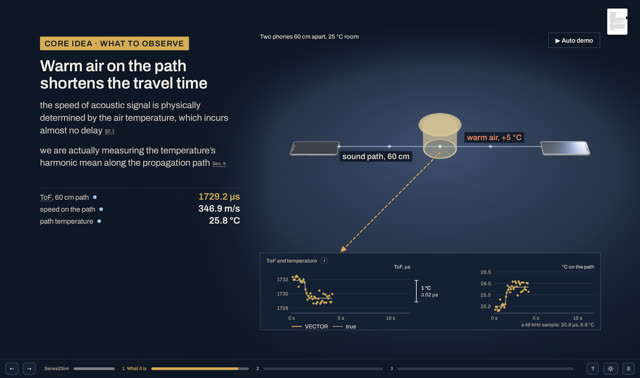 CORE IDEA · WHAT TO OBSERVE
Warm air on the path
shortens the travel time
the speed of acoustic signal is physically
determined by the air temperature, which incurs
almost no delay §2.1
we are actually measuring the temperature's
harmonic mean along the propagation path Sec. 6
ToF, 60 cm path
1729.2 µs
speed on the path
346.9 m/s
path temperature
25.8 °C
Two phones 60 cm apart, 25 °C room
▶ Auto demo
warm air, +5 °C
sound path, 60 cm
ToF and temperature i
ToF, µs
1732
1730
1728
0 s
5 s
10 s
1 °C
3.02 µs
VECTOR
true
°C on the path
26.5
26.0
25.5
25.0
0 s
5 s
10 s
a 48 kHz sample: 20.8 µs, 6.9 °C
← →
Sense2Sim
1 What it is
2
3
?